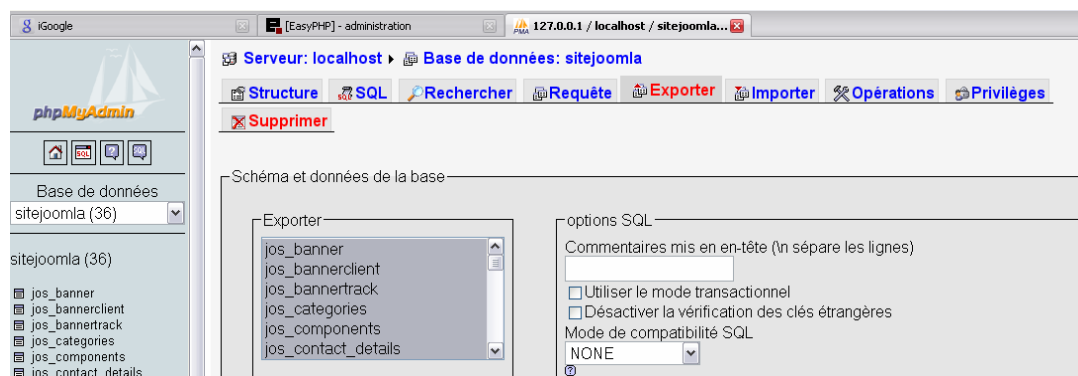 iGoogle
[EasyPHP] - administration
127.0.0.1 / localhost / sitejoomla...
phpMyAdmin
SQL
Base de données
sitejoomla (36)
sitejoomla (36)
jos_banner
jos_bannerclient
jos_bannertrack
jos_categories
jos_components
jos_contact_details
Serveur: localhost
Base de données: sitejoomla
Structure
SQL
Rechercher
Requête
Exporter
Importer
Opérations
Privilèges
Supprimer
Schéma et données de la base
Exporter
jos_banner
jos_bannerclient
jos_bannertrack
jos_categories
jos_components
jos_contact_details
options SQL
Commentaires mis en en-tête (\n sépare les lignes)
Utiliser le mode transactionnel
Désactiver la vérification des clés étrangères
Mode de compatibilité SQL
NONE